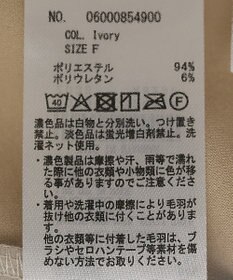 NO. 06000854900
COL. Ivory
SIZE F
ポリエステル 94%
ポリウレタン 6%
40 F
濃色品は白物と分別洗い。つけ置き
禁止。淡色品は蛍光増白剤禁止。洗濯
ネット使用。
・濃色製品は摩擦や汗、雨等で濡れ
た際に他の衣類や小物類に色が移
る事がありますのでご注意くださ
い。
・着用や洗濯中の摩擦により毛羽が
抜け他の衣類に付くことがありま
す。
他の衣類等に付着した毛羽は、ブ
ラシやセロハンテープ等素材を傷
めない方法で取り除いてください。